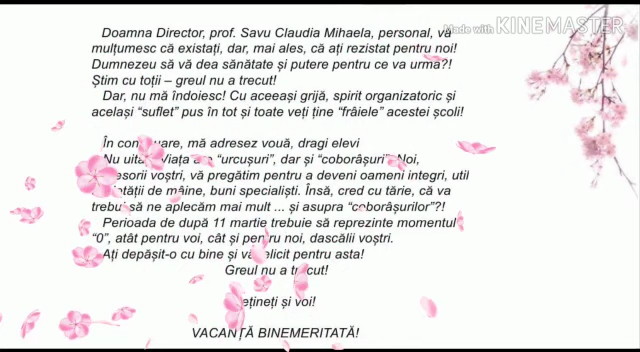 Made with KINEMASTER
Doamna Director, prof. Savu Claudia Mihaela, personal, vă
mulțumesc că existați, dar, mai ales, că ați rezistat pentru noi!
Dumnezeu să vă dea sănătate și putere pentru ce va urma?!
Știm cu toții – greul nu a trecut!
Dar, nu mă îndoiesc! Cu aceeași grijă, spirit organizatoric și
același “suflet” pus în tot și toate veți ține “frâiele” acestei școli!
În mă adresez vouă, dragi elevi
Nu Viața “urcușuri”, dar și “coborâșuri”. Noi,
voștri, vă pregătim pentru a deveni oameni integri, utili
de mâine, buni specialiști. Însă, cred cu tărie, că va
să ne aplecăm mai mult ... și asupra “coborâșurilor”?!
Perioada de după 11 martie trebuie să reprezinte momentul
“0”, atât pentru voi, cât și pentru noi, dascălii voștri.
Ați depășit-o cu bine și vă felicit pentru asta!
Greul nu a trecut!
și voi!
VACANȚĂ BINEMERITATĂ!